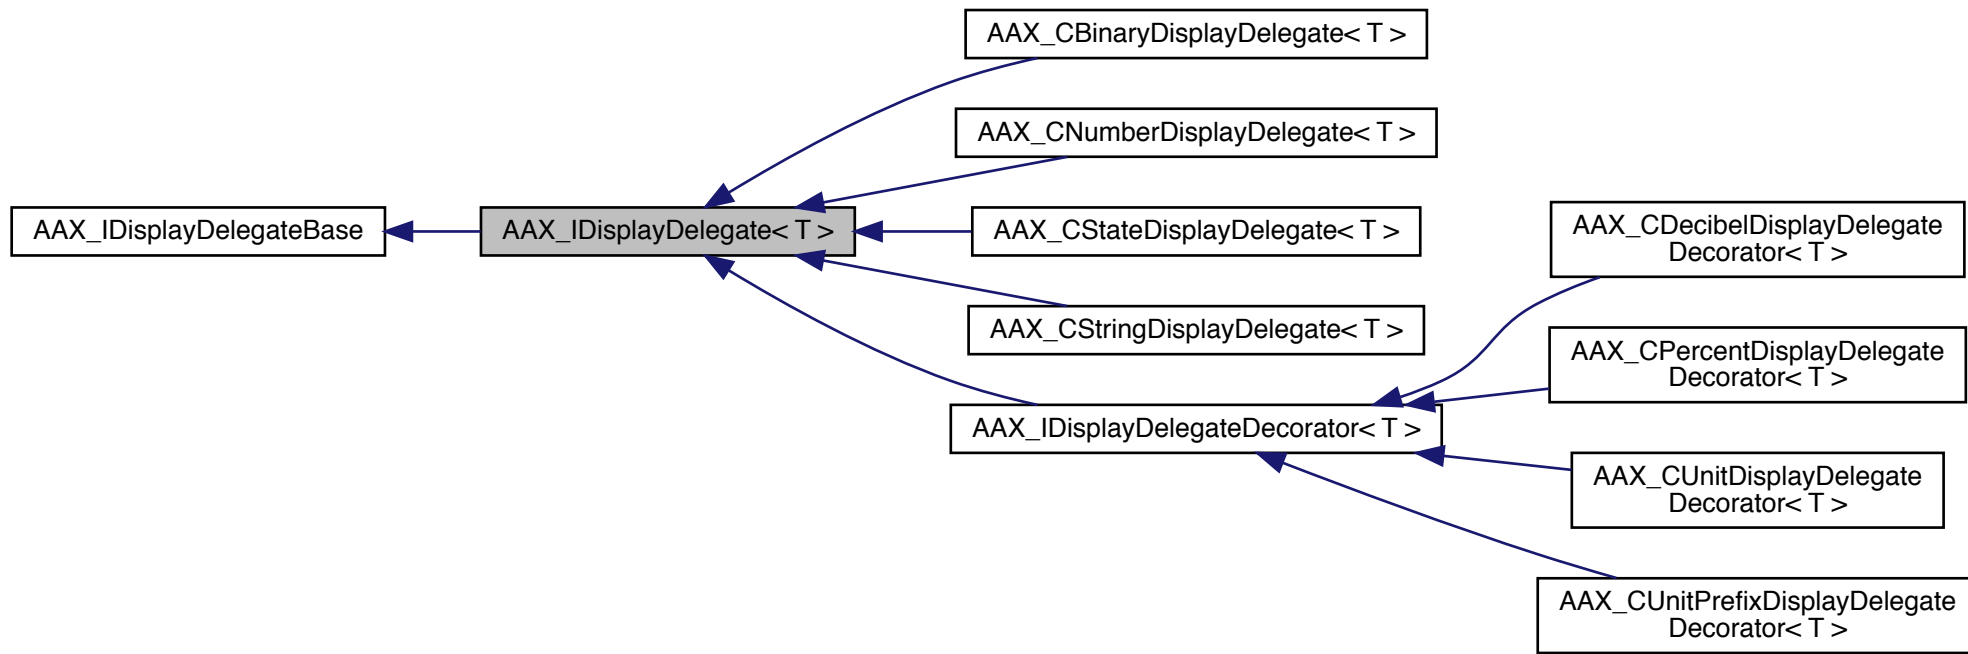 AAX_CBinaryDisplayDelegate< T >
AAX_CNumberDisplayDelegate< T >
AAX_IDisplayDelegateBase
AAX_IDisplayDelegate< T >
AAX_CStateDisplayDelegate< T >
AAX_CStringDisplayDelegate< T >
AAX_IDisplayDelegateDecorator< T >
AAX_CDecibelDisplayDelegate
Decorator< T >
AAX_CPercentDisplayDelegate
Decorator< T >
AAX_CUnitDisplayDelegate
Decorator< T >
AAX_CUnitPrefixDisplayDelegate
Decorator< T >